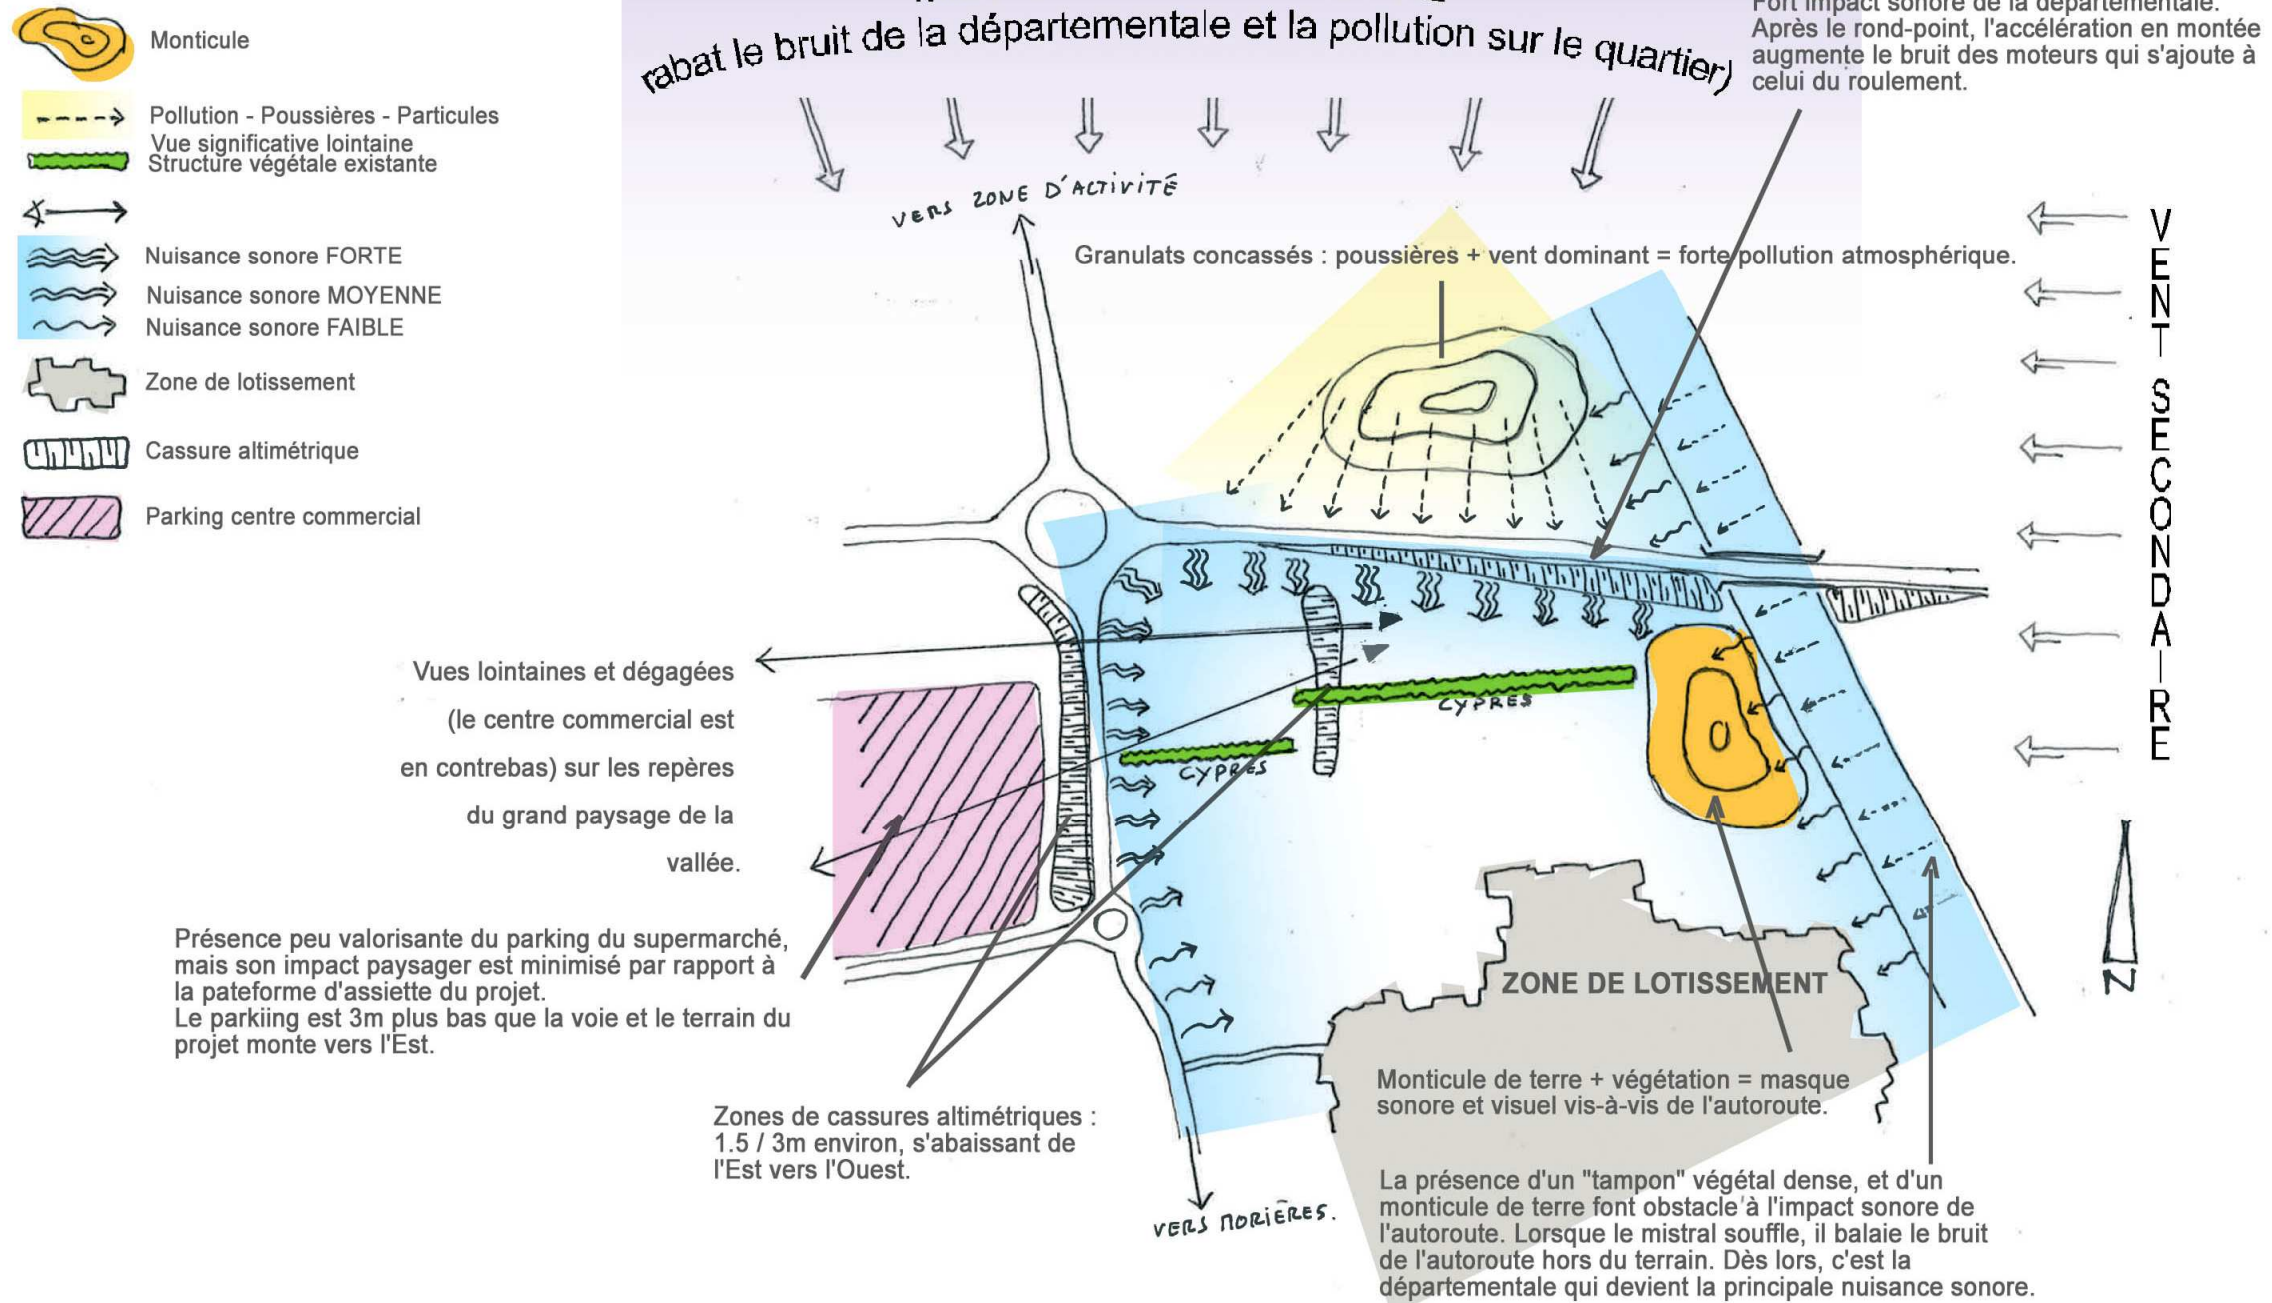 Monticule
Pollution - Poussières - Particules
Vue significative lointaine
Structure végétale existante
Nuisance sonore FORTE
Nuisance sonore MOYENNE
Nuisance sonore FAIBLE
Zone de lotissement
Cassure altimétrique
Parking centre commercial
rabat le bruit de la départementale et la pollution sur le quartier)
Fort impact sonore de la départementale.
Après le rond-point, l'accélération en montée
augmente le bruit des moteurs qui s'ajoute à
celui du roulement.
VERS ZONE D'ACTIVITÉ
Granulats concassés : poussières + vent dominant = forte pollution atmosphérique.
VENT SECONDAIRE
Vues lointaines et dégagées
(le centre commercial est
en contrebas) sur les repères
du grand paysage de la
vallée.
CYPRES
CYPRES
Présence peu valorisante du parking du supermarché,
mais son impact paysager est minimisé par rapport à
la pateforme d'assiette du projet.
Le parkiing est 3m plus bas que la voie et le terrain du
projet monte vers l'Est.
ZONE DE LOTISSEMENT
N
Zones de cassures altimétriques :
1.5 / 3m environ, s'abaissant de
l'Est vers l'Ouest.
Monticule de terre + végétation = masque
sonore et visuel vis-à-vis de l'autoroute.
VERS MORIÈRES.
La présence d'un "tampon" végétal dense, et d'un
monticule de terre font obstacle à l'impact sonore de
l'autoroute. Lorsque le mistral souffle, il balaie le bruit
de l'autoroute hors du terrain. Dès lors, c'est la
départementale qui devient la principale nuisance sonore.